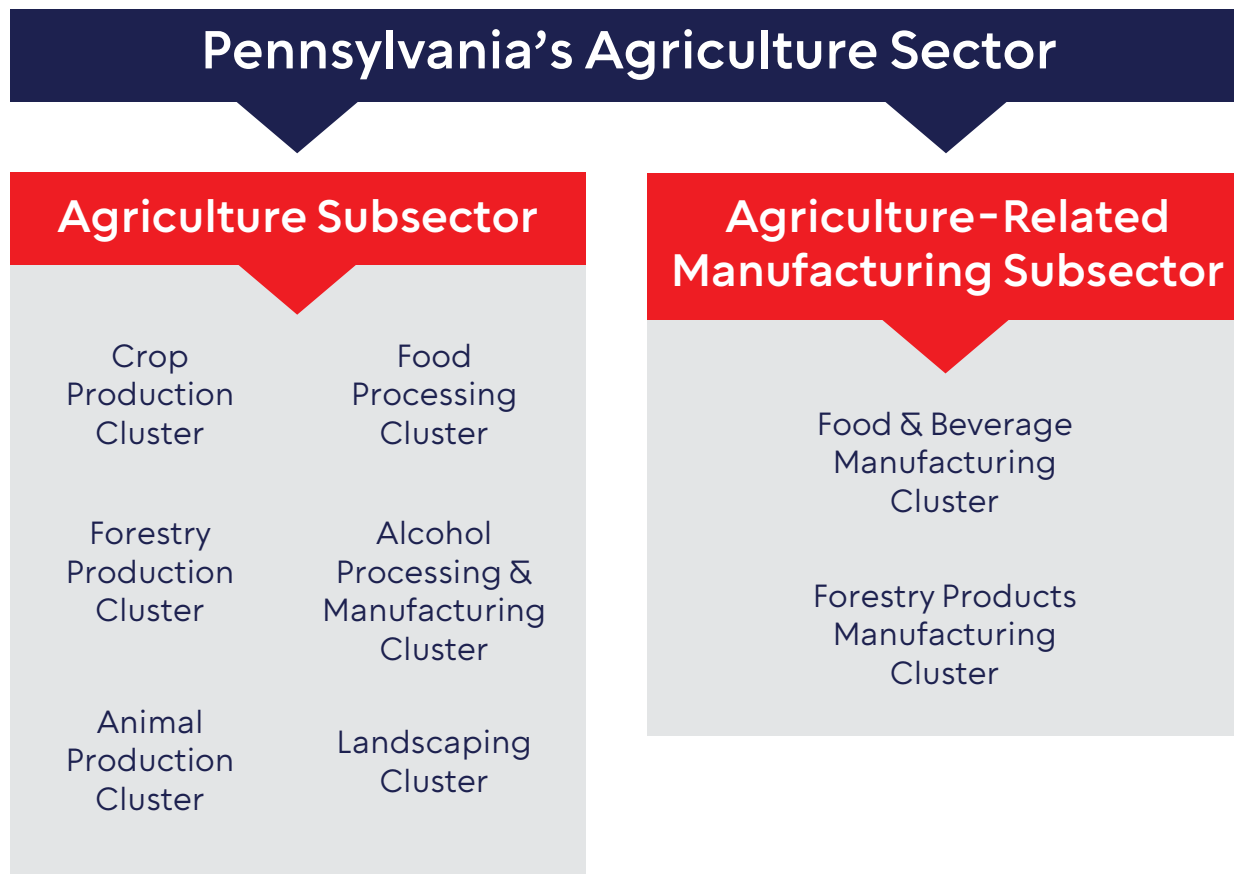 Pennsylvania’s Agriculture Sector
Agriculture Subsector
Crop
Production
Cluster
Food
Processing
Cluster
Forestry
Production
Cluster
Alcohol
Processing &
Manufacturing
Cluster
Animal
Production
Cluster
Landscaping
Cluster
Agriculture-Related
Manufacturing Subsector
Food & Beverage
Manufacturing
Cluster
Forestry Products
Manufacturing
Cluster